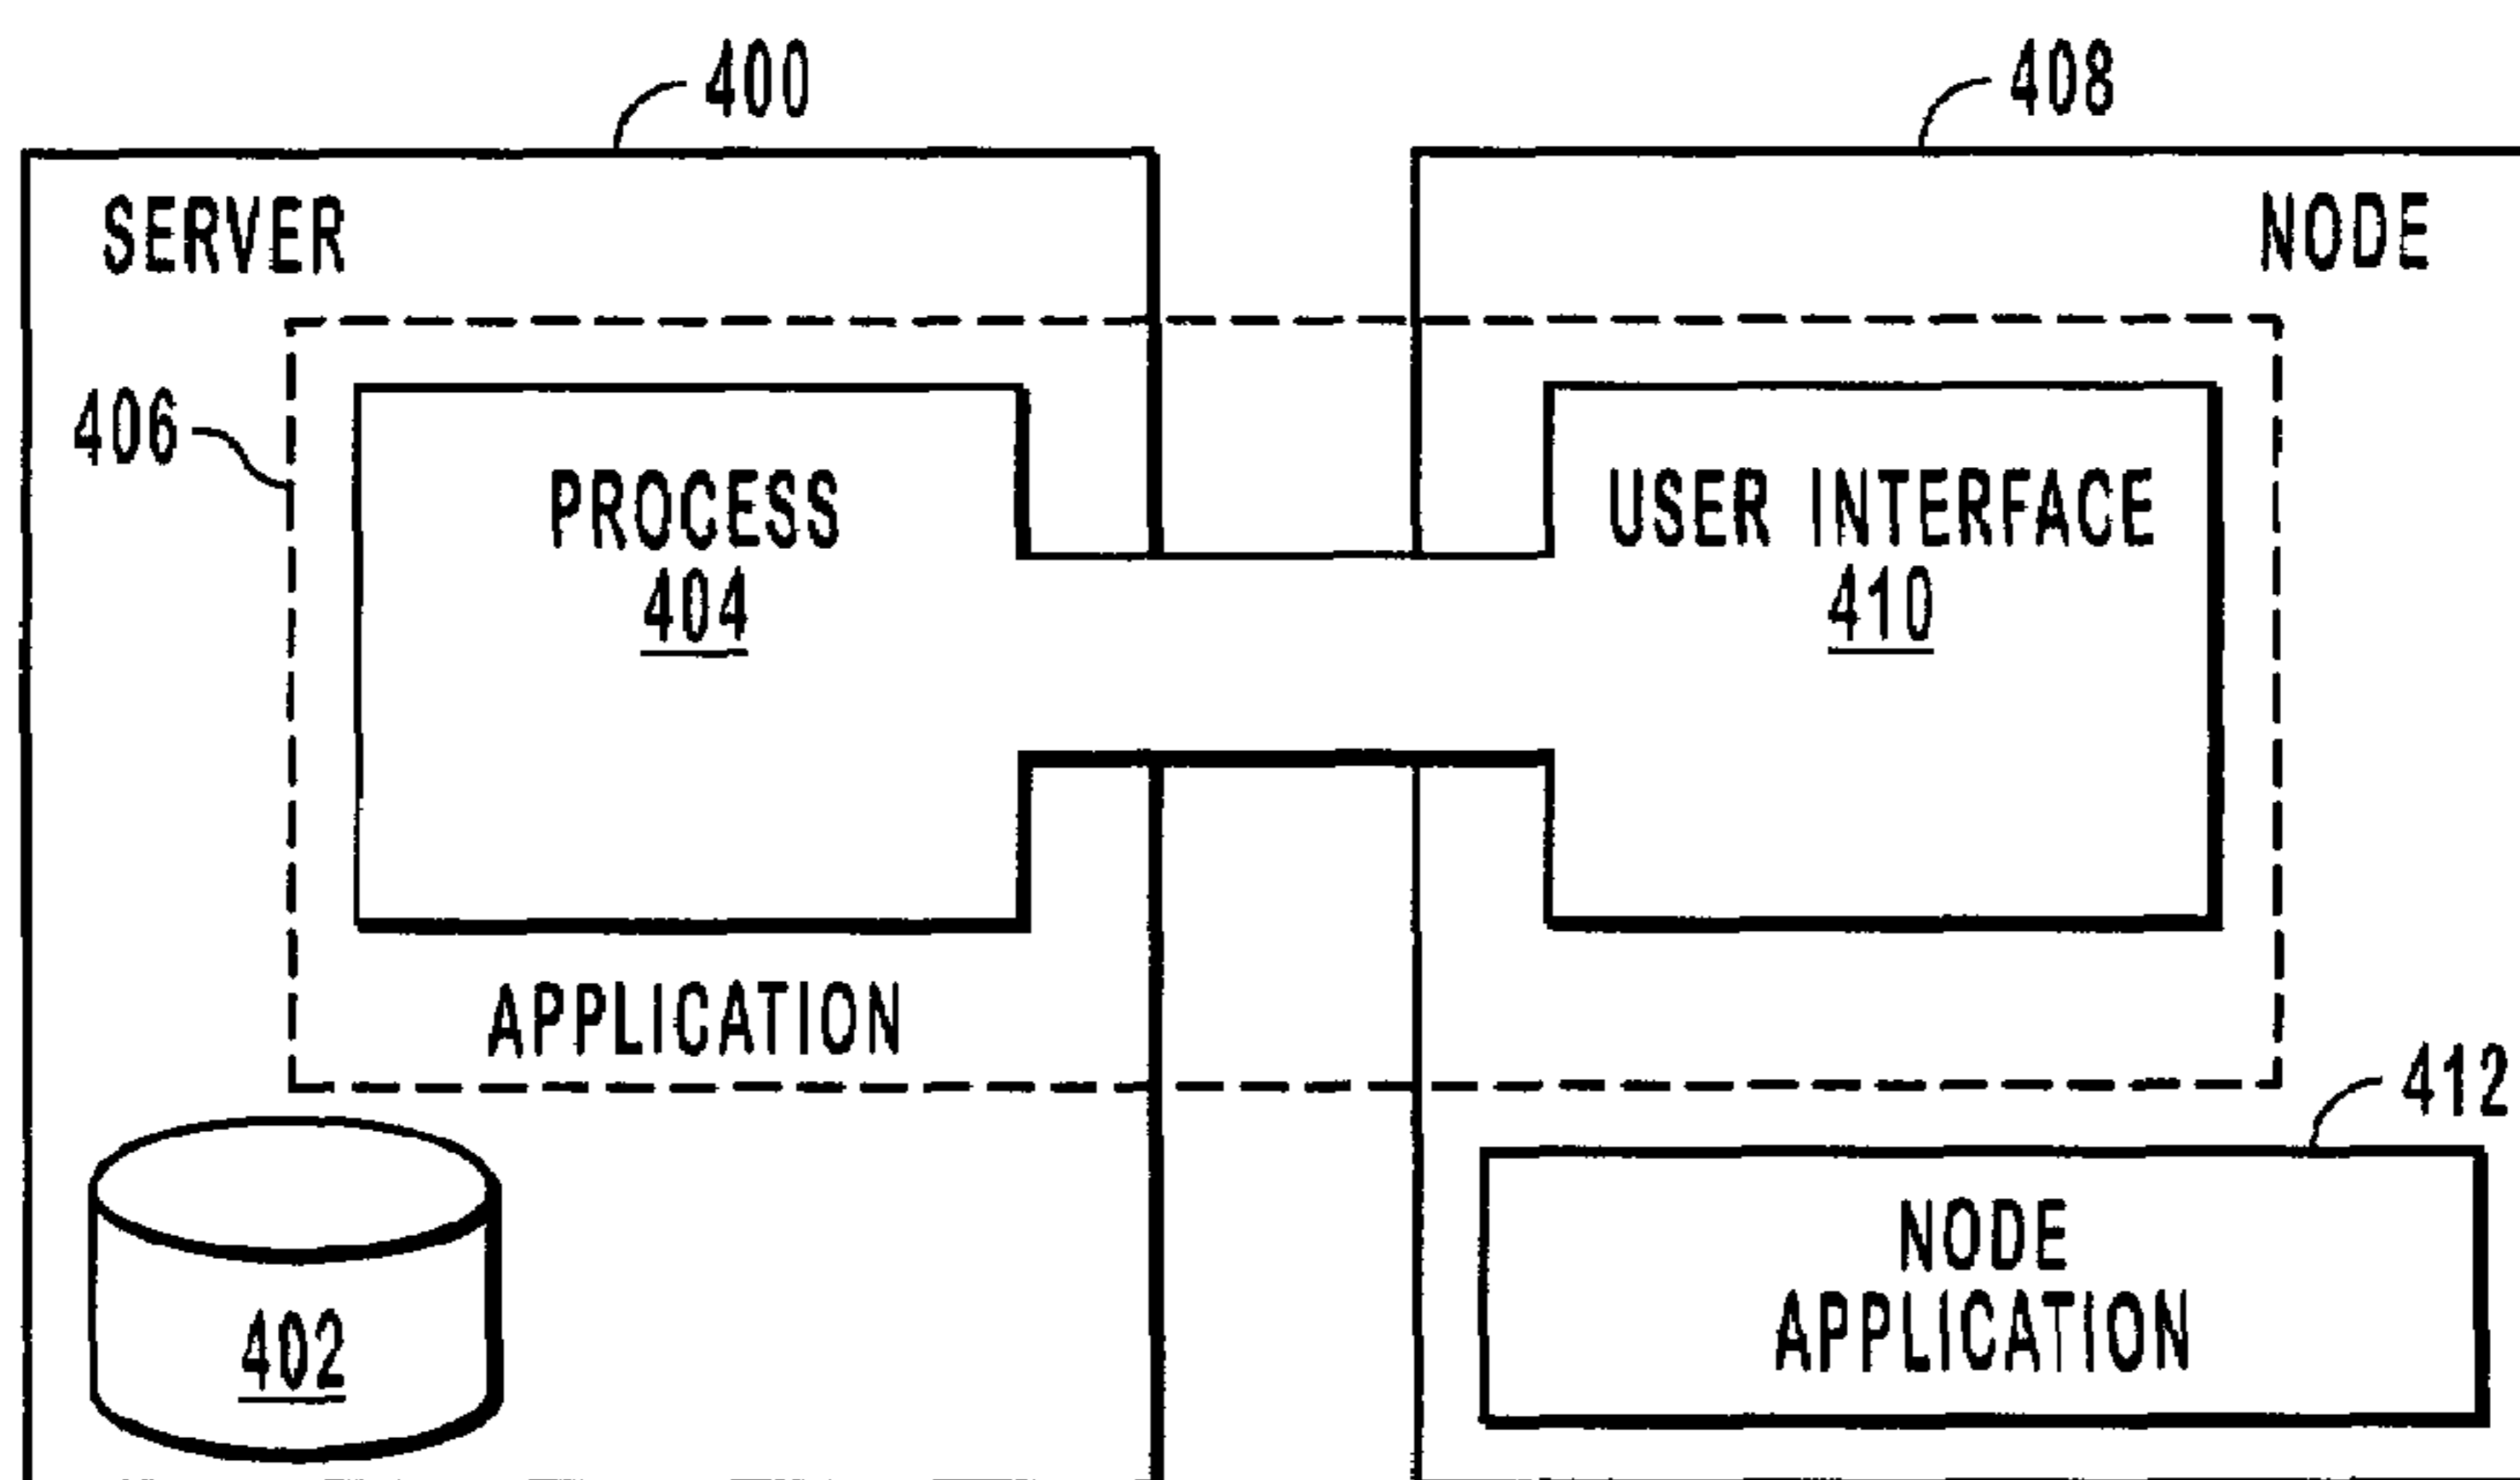 400
408
SERVER
NODE
406
PROCESS
404
USER INTERFACE
410
APPLICATION
412
402
NODE
APPLICATION